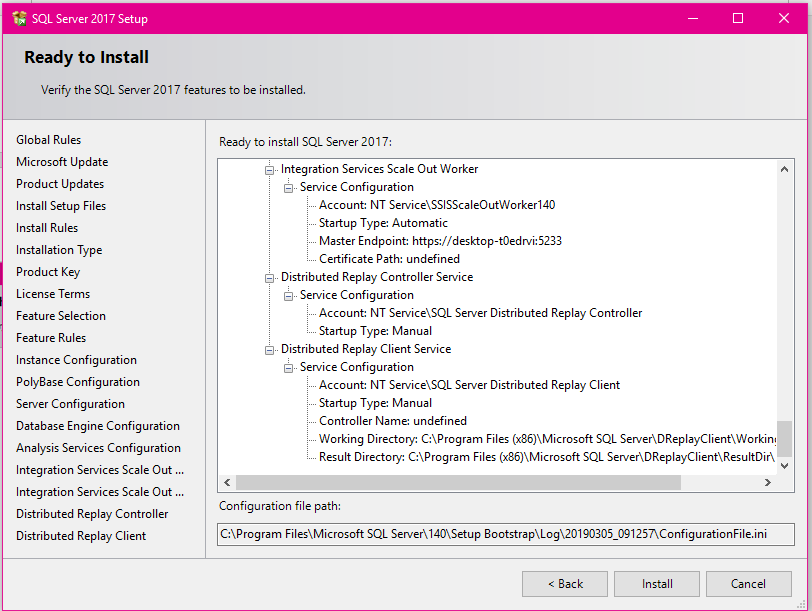 SQL Server 2017 Setup
Ready to Install
Verify the SQL Server 2017 features to be installed.
Global Rules
Microsoft Update
Product Updates
Install Setup Files
Install Rules
Installation Type
Product Key
License Terms
Feature Selection
Feature Rules
Instance Configuration
PolyBase Configuration
Server Configuration
Database Engine Configuration
Analysis Services Configuration
Integration Services Scale Out ...
Integration Services Scale Out ...
Distributed Replay Controller
Distributed Replay Client
Ready to install SQL Server 2017:
Integration Services Scale Out Worker
Service Configuration
Account: NT Service\SSISScaleOutWorker140
Startup Type: Automatic
Master Endpoint: https://desktop-t0edrvi:5233
Certificate Path: undefined
Distributed Replay Controller Service
Service Configuration
Account: NT Service\SQL Server Distributed Replay Controller
Startup Type: Manual
Distributed Replay Client Service
Service Configuration
Account: NT Service\SQL Server Distributed Replay Client
Startup Type: Manual
Controller Name: undefined
Working Directory: C:\Program Files (x86)\Microsoft SQL Server\DReplayClient\Working
Result Directory: C:\Program Files (x86)\Microsoft SQL Server\DReplayClient\ResultDir\
Configuration file path:
C:\Program Files\Microsoft SQL Server\140\Setup Bootstrap\Log\20190305_091257\ConfigurationFile.ini
< Back
Install
Cancel